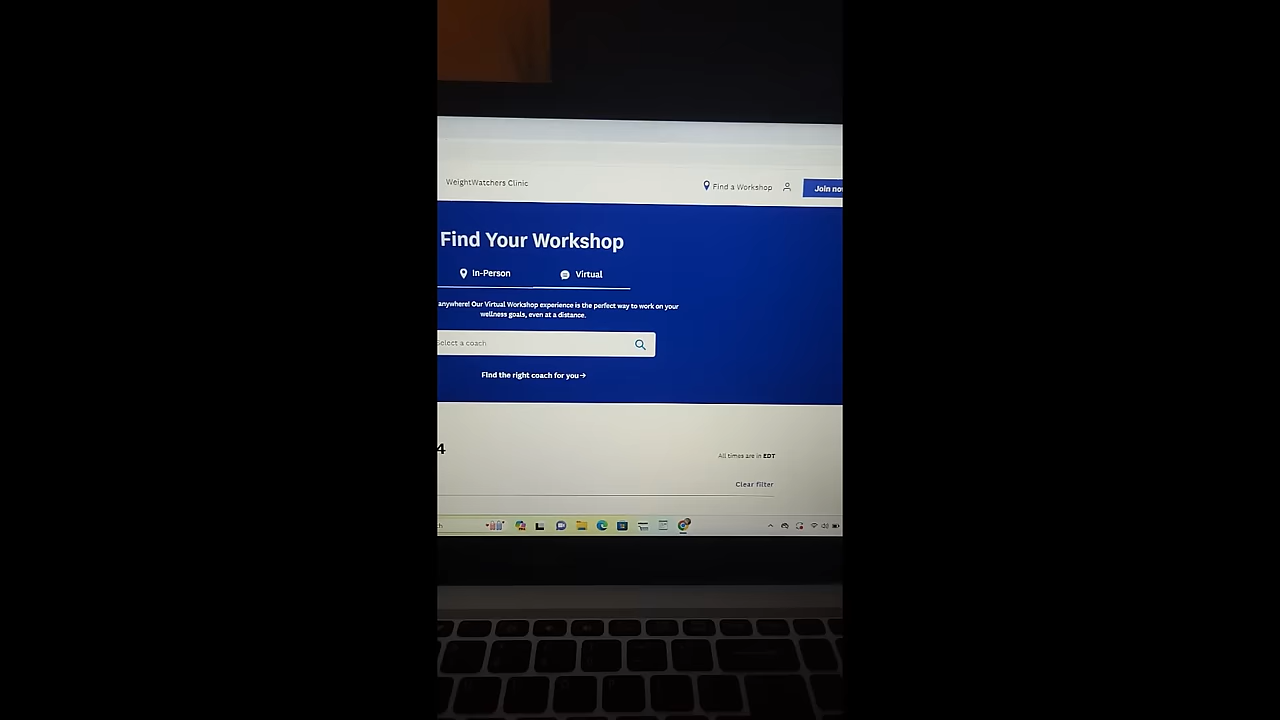 WeightWatchers Clinic
Find a Workshop
Join no
Find Your Workshop
In-Person
Virtual
anywhere! Our Virtual Workshop experience is the perfect way to work on your
wellness goals, even at a distance.
Select a coach
Find the right coach for you→
4
All times are in EDT
Clear filter